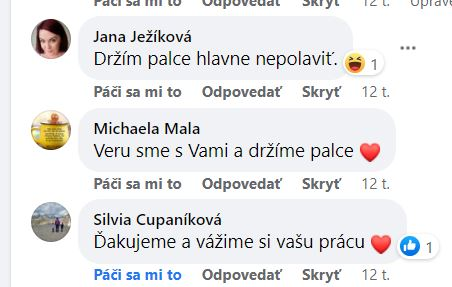 Páči sa mi to Odpovedať Skryť 12 t.
Jana Ježíková
Držím palce hlavne nepolaviť.
1
Páči sa mi to Odpovedať Skryť 12 t.
Michaela Mala
Veru sme s Vami a držíme palce ❤️
Páči sa mi to Odpovedať Skryť 12 t.
Silvia Cupaníková
Ďakujeme a vážime si vašu prácu ❤️
1
Páči sa mi to Odpovedať Skryť 12 t.